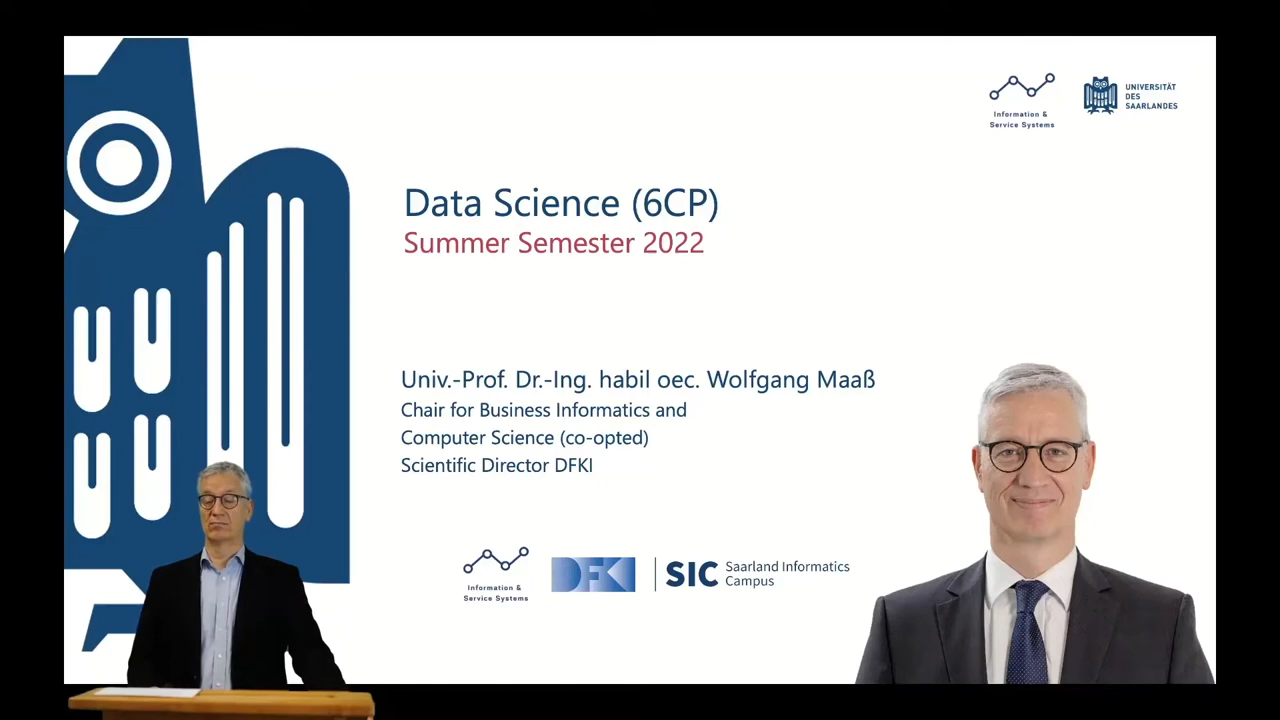 Information &
Service Systems
UNIVERSITÄT
DES
SAARLANDES
Data Science (6CP)
Summer Semester 2022
Univ.-Prof. Dr.-Ing. habil oec. Wolfgang Maaß
Chair for Business Informatics and
Computer Science (co-opted)
Scientific Director DFKI
Information &
Service Systems
DFKI
SIC Saarland Informatics
Campus